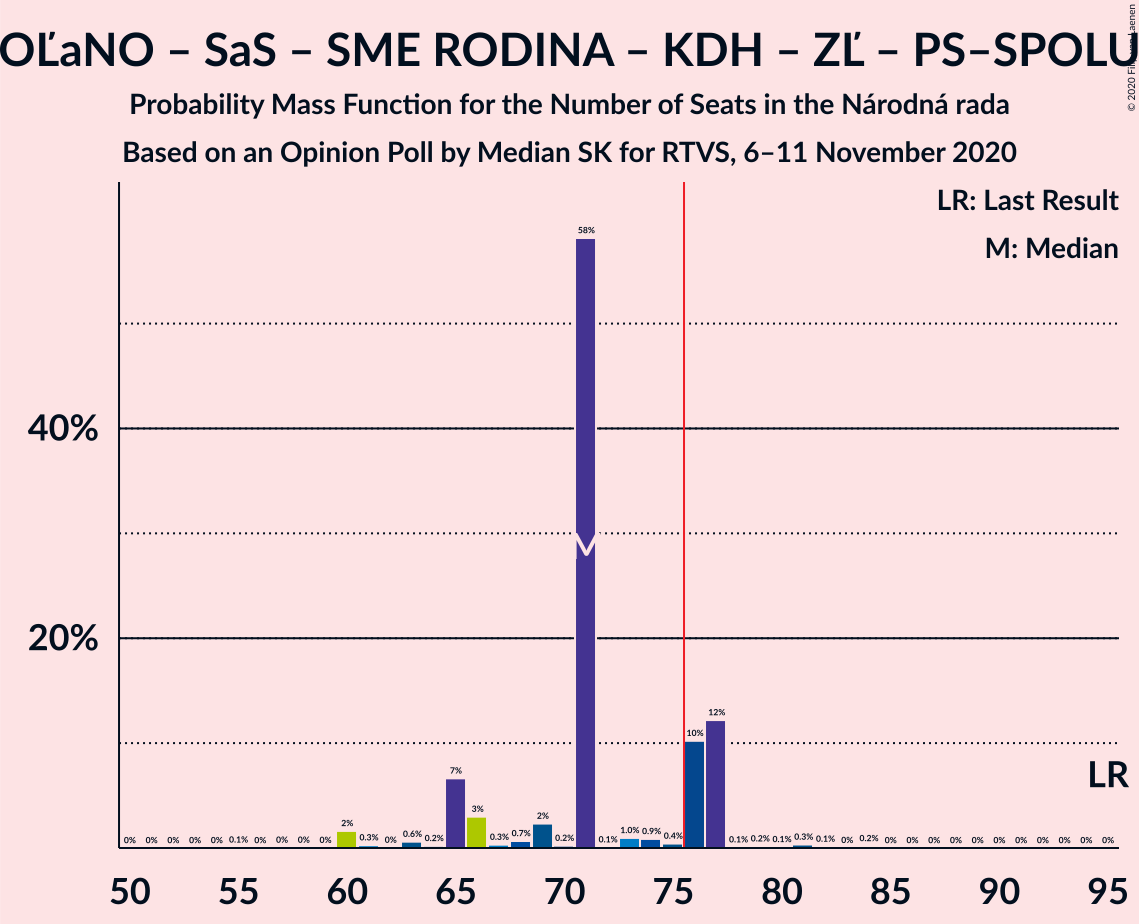 OĽaNO – SaS – SME RODINA – KDH – ZĽ – PS–SPOLU
Probability Mass Function for the Number of Seats in the Národná rada
Based on an Opinion Poll by Median SK for RTVS, 6–11 November 2020
© 2020 Filip van Laenen
LR: Last Result
M: Median
58%
40%
20%
12%
10%
7%
3%
2%
2%
LR
0% 0% 0% 0% 0% 0.1% 0% 0% 0% 0% 0.3% 0% 0.6% 0.2% 0.3% 0.7% 0.2% 0.1% 1.0% 0.9% 0.4% 0.1% 0.2% 0.1% 0.3% 0.1% 0% 0.2% 0% 0% 0% 0% 0% 0% 0% 0% 0% 0% 0%
50 55 60 65 70 75 80 85 90 95